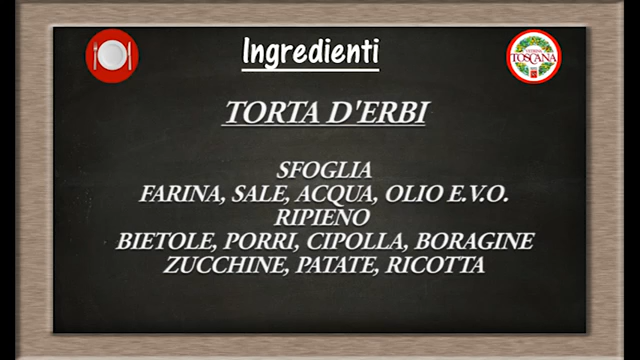 Ingredienti
TOSCANA
TORTA D'ERBI
SFOGLIA
FARINA, SALE, ACQUA, OLIO E.V.O.
RIPIENO
BIETOLE, PORRI, CIPOLLA, BORAGINE
ZUCCHINE, PATATE, RICOTTA